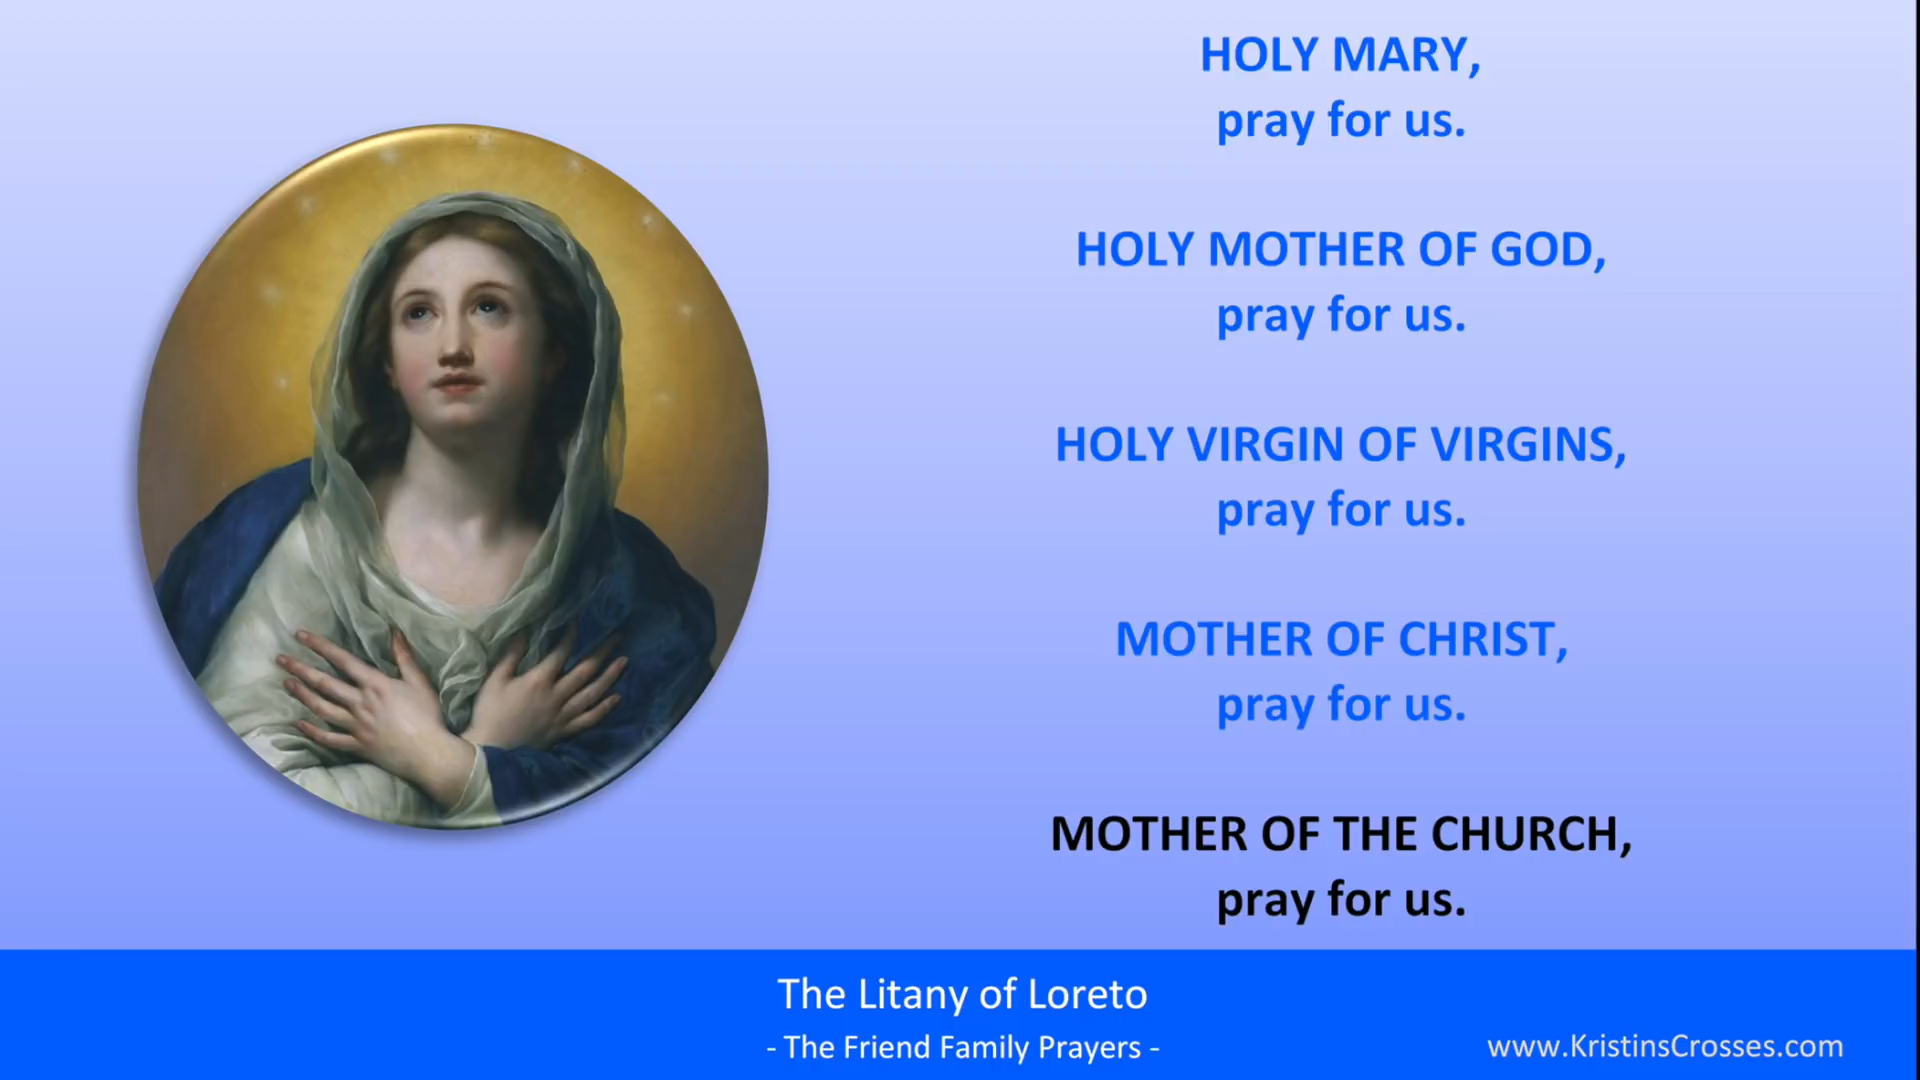 HOLY MARY,
pray for us.
HOLY MOTHER OF GOD,
pray for us.
HOLY VIRGIN OF VIRGINS,
pray for us.
MOTHER OF CHRIST,
pray for us.
MOTHER OF THE CHURCH,
pray for us.
The Litany of Loreto
- The Friend Family Prayers -
www.KristinsCrosses.com